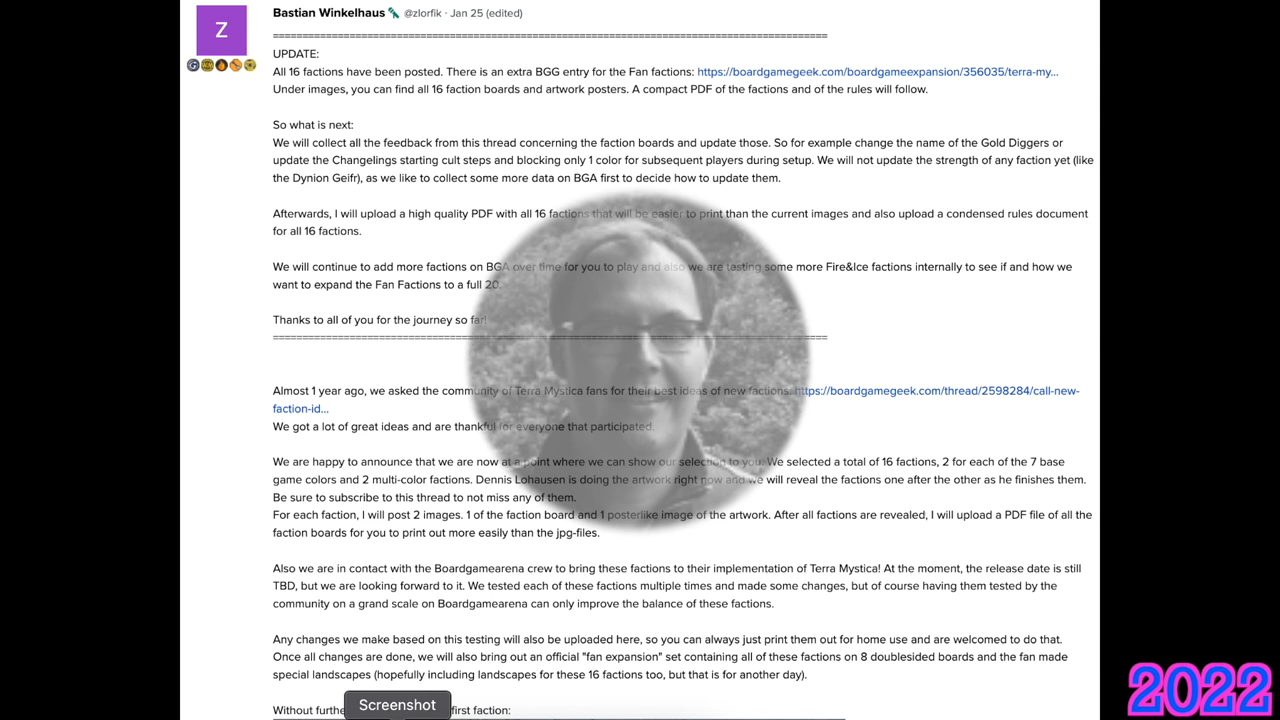 Z
Bastian Winkelhaus @zlorfik · Jan 25 (edited)
UPDATE:
All 16 factions have been posted. There is an extra BGG entry for the Fan factions: https://boardgamegeek.com/boardgameexpansion/356035/terra-my...
Under images, you can find all 16 faction boards and artwork posters. A compact PDF of the factions and of the rules will follow.
So what is next:
We will collect all the feedback from this thread concerning the faction boards and update those. So for example change the name of the Gold Diggers or
update the Changelings starting cult steps and blocking only 1 color for subsequent players during setup. We will not update the strength of any faction yet (like
the Dynion Geifr), as we like to collect some more data on BGA first to decide how to update them.
Afterwards, I will upload a high quality PDF with all 16 factions that will be easier to print than the current images and also upload a condensed rules document
for all 16 factions.
We will continue to add more factions on BGA over time for you to play and also we are testing some more Fire&Ice factions internally to see if and how we
want to expand the Fan Factions to a full 20.
Thanks to all of you for the journey so far!
Almost 1 year ago, we asked the community of Terra Mystica fans for their best ideas of new factions: https://boardgamegeek.com/thread/2598284/call-new-
faction-id...
We got a lot of great ideas and are thankful for everyone that participated.
We are happy to announce that we are now at a point where we can show our selection to you. We selected a total of 16 factions, 2 for each of the 7 base
game colors and 2 multi-color factions. Dennis Lohausen is doing the artwork right now and we will reveal the factions one after the other as he finishes them.
Be sure to subscribe to this thread to not miss any of them.
For each faction, I will post 2 images. 1 of the faction board and 1 posterlike image of the artwork. After all factions are revealed, I will upload a PDF file of all the
faction boards for you to print out more easily than the jpg-files.
Also we are in contact with the Boardgamearena crew to bring these factions to their implementation of Terra Mystica! At the moment, the release date is still
TBD, but we are looking forward to it. We tested each of these factions multiple times and made some changes, but of course having them tested by the
community on a grand scale on Boardgamearena can only improve the balance of these factions.
Any changes we make based on this testing will also be uploaded here, so you can always just print them out for home use and are welcomed to do that.
Once all changes are done, we will also bring out an official "fan expansion" set containing all of these factions on 8 doublesided boards and the fan made
special landscapes (hopefully including landscapes for these 16 factions too, but that is for another day).
Without furthe
first faction:
Screenshot
2022